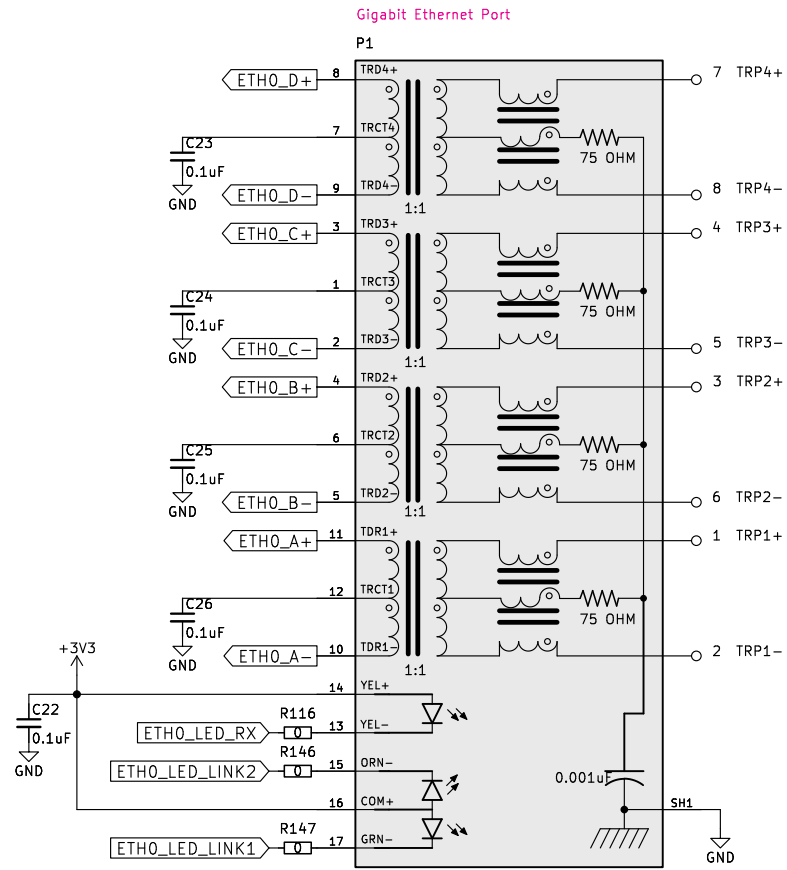 Gigabit Ethernet Port
P1
ETH0_D+ 8 TRD4+ 7 TRP4+
C23 7 TRCT4
0.1uF 75 OHM
GND
ETH0_D- 9 TRD4- 8 TRP4-
1:1
ETH0_C+ 3 TRD3+ 4 TRP3+
C24 1 TRCT3
0.1uF 75 OHM
GND
ETH0_C- 2 TRD3- 5 TRP3-
1:1
ETH0_B+ 4 TRD2+ 3 TRP2+
C25 6 TRCT2
0.1uF 75 OHM
GND
ETH0_B- 5 TRD2- 6 TRP2-
1:1
ETH0_A+ 11 TDR1+ 1 TRP1+
C26 12 TRCT1
0.1uF 75 OHM
GND
ETH0_A- 10 TDR1- 2 TRP1-
1:1
+3V3
14 YEL+
C22
0.1uF
GND
R116
ETH0_LED_RX 13 YEL-
R146
ETH0_LED_LINK2 15 ORN-
0.001uF
16 COM+ SH1
R147
ETH0_LED_LINK1 17 GRN-
GND